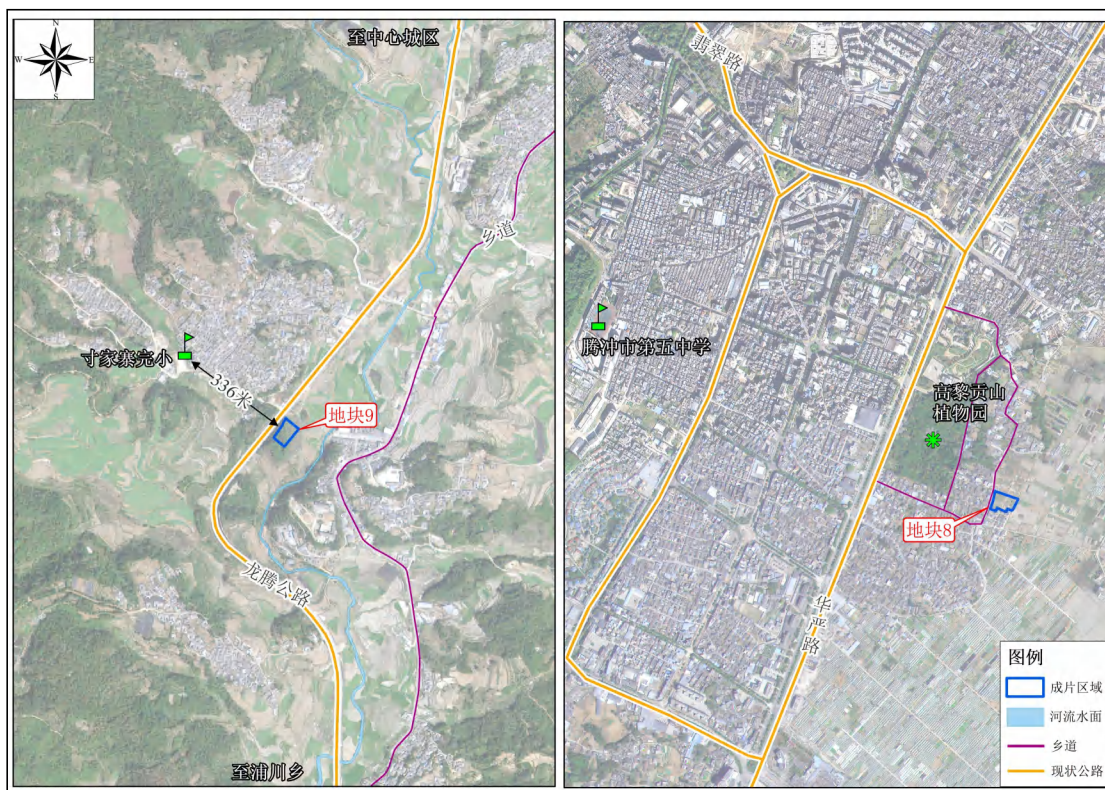 N
W
E
S
至中心城区
乡道
寸家寨完小
336米
地块9
龙腾公路
至浦川乡
翡翠路
腾冲市第五中学
高黎贡山
植物园
地块8
华严路
图例
成片区域
河流水面
乡道
现状公路